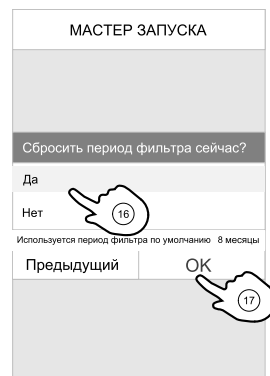 МАСТЕР ЗАПУСКА
Сбросить период фильтра сейчас?
Да
Нет
16
Используется период фильтра по умолчанию 8 месяцы
Предыдущий OK
17